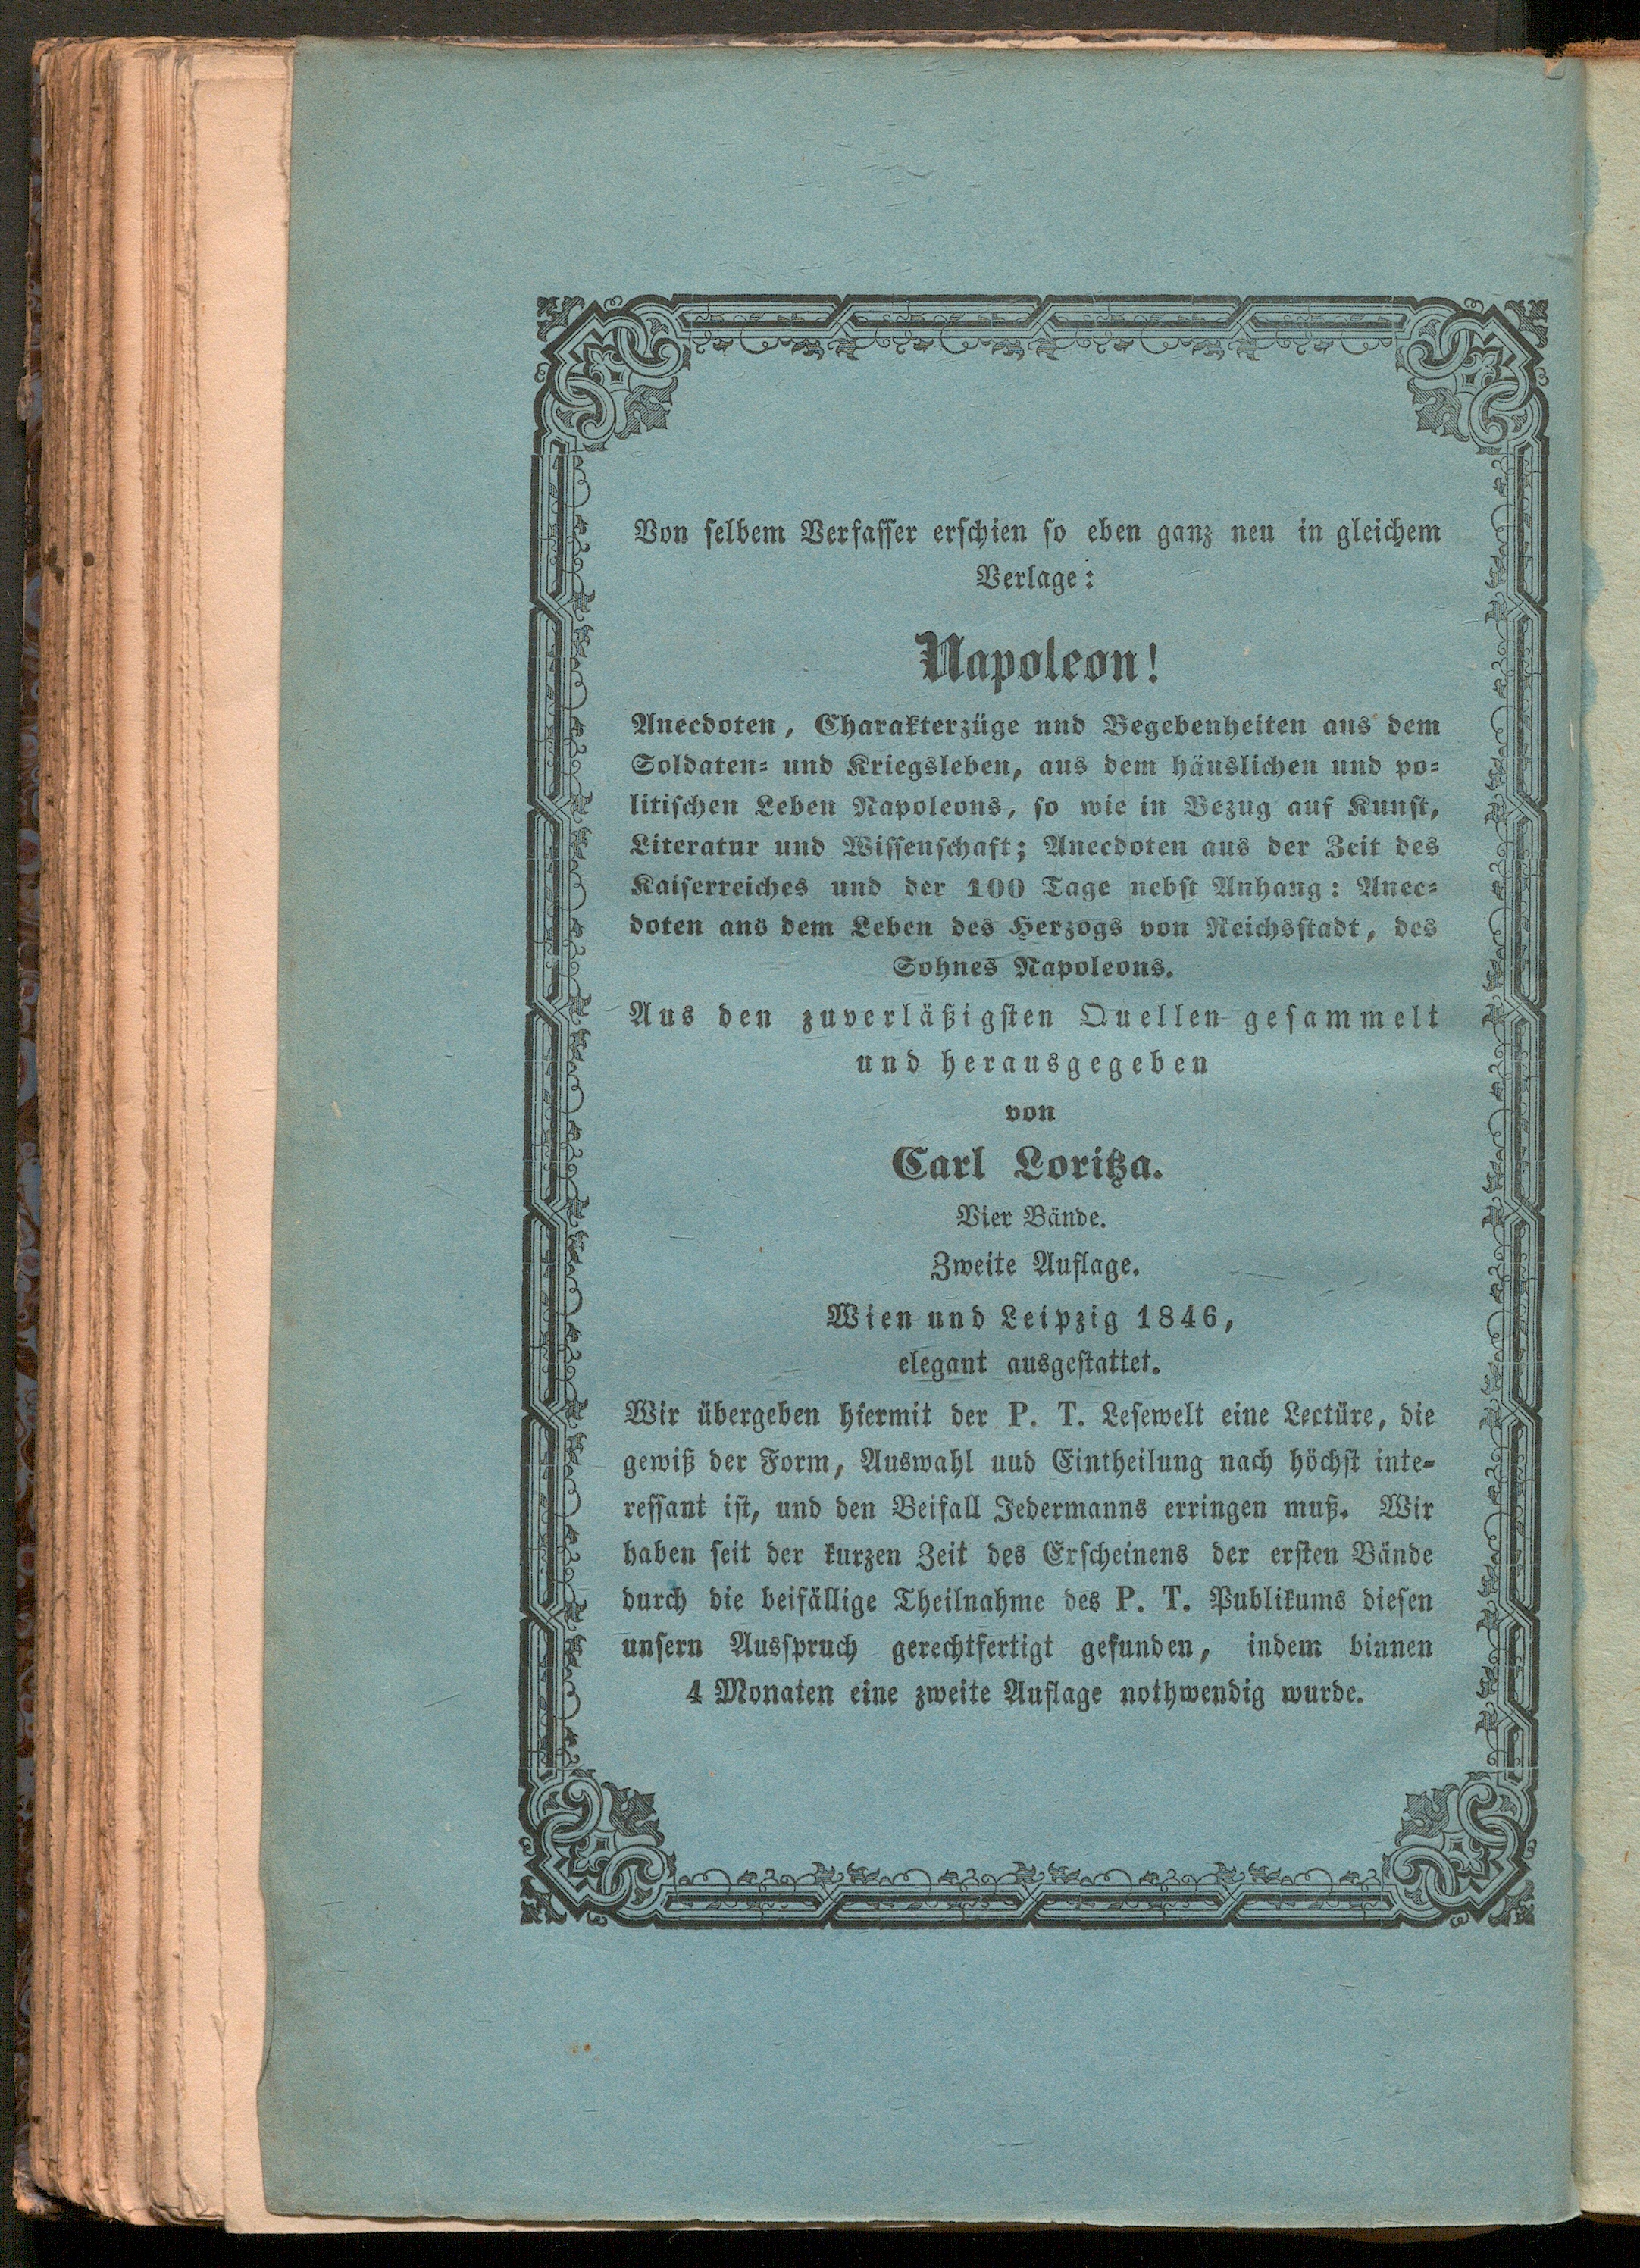 Von selbem Verfasser erschien so eben ganz neu in gleichem
Verlage:
Napoleon!
Anecdoten, Charakterzüge und Begebenheiten aus dem
Soldaten- und Kriegsleben, aus dem häuslichen und po-
litischen Leben Napoleons, so wie in Bezug auf Kunst,
Literatur und Wissenschaft; Anecdoten aus der Zeit des
Kaiserreiches und der 100 Tage nebst Anhang: Anec-
doten aus dem Leben des Herzogs von Reichsstadt, des
Sohnes Napoleons.
Aus den zuverläßigsten Quellen gesammelt
und herausgegeben
von
Carl Loritza.
Vier Bände.
Zweite Auflage.
Wien und Leipzig 1846,
elegant ausgestattet.
Wir übergeben hiermit der P. T. Lesewelt eine Lectüre, die
gewiß der Form, Auswahl uud Eintheilung nach höchst inte-
ressant ist, und den Beifall Jedermanns erringen muß. Wir
haben seit der kurzen Zeit des Erscheinens der ersten Bände
durch die beifällige Theilnahme des P. T. Publikums diesen
unsern Ausspruch gerechtfertigt gefunden, indem binnen
4 Monaten eine zweite Auflage nothwendig wurde.